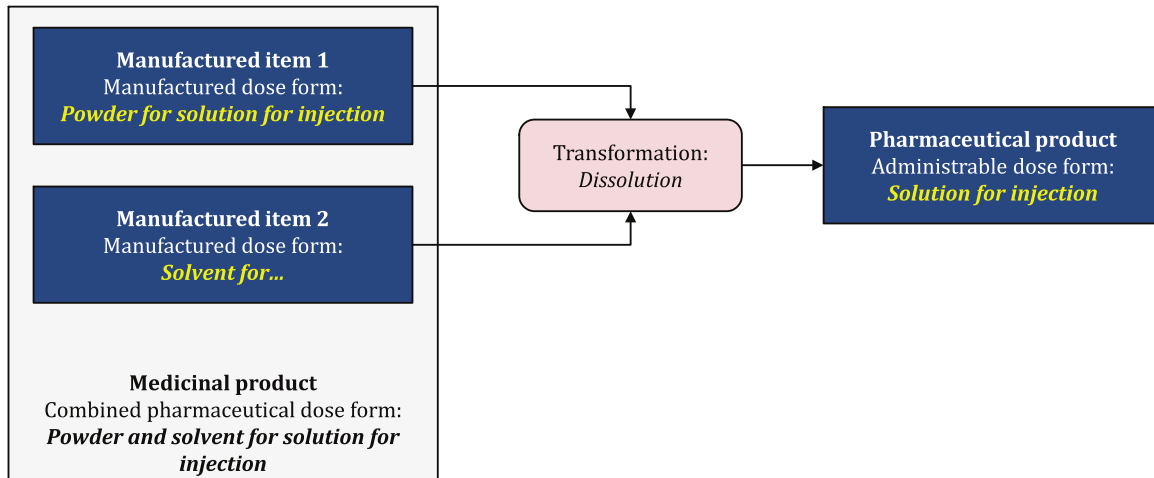 Manufactured item 1
Manufactured dose form:
Powder for solution for injection
Manufactured item 2
Manufactured dose form:
Solvent for...
Medicinal product
Combined pharmaceutical dose form:
Powder and solvent for solution for
injection
Transformation:
Dissolution
Pharmaceutical product
Administrable dose form:
Solution for injection